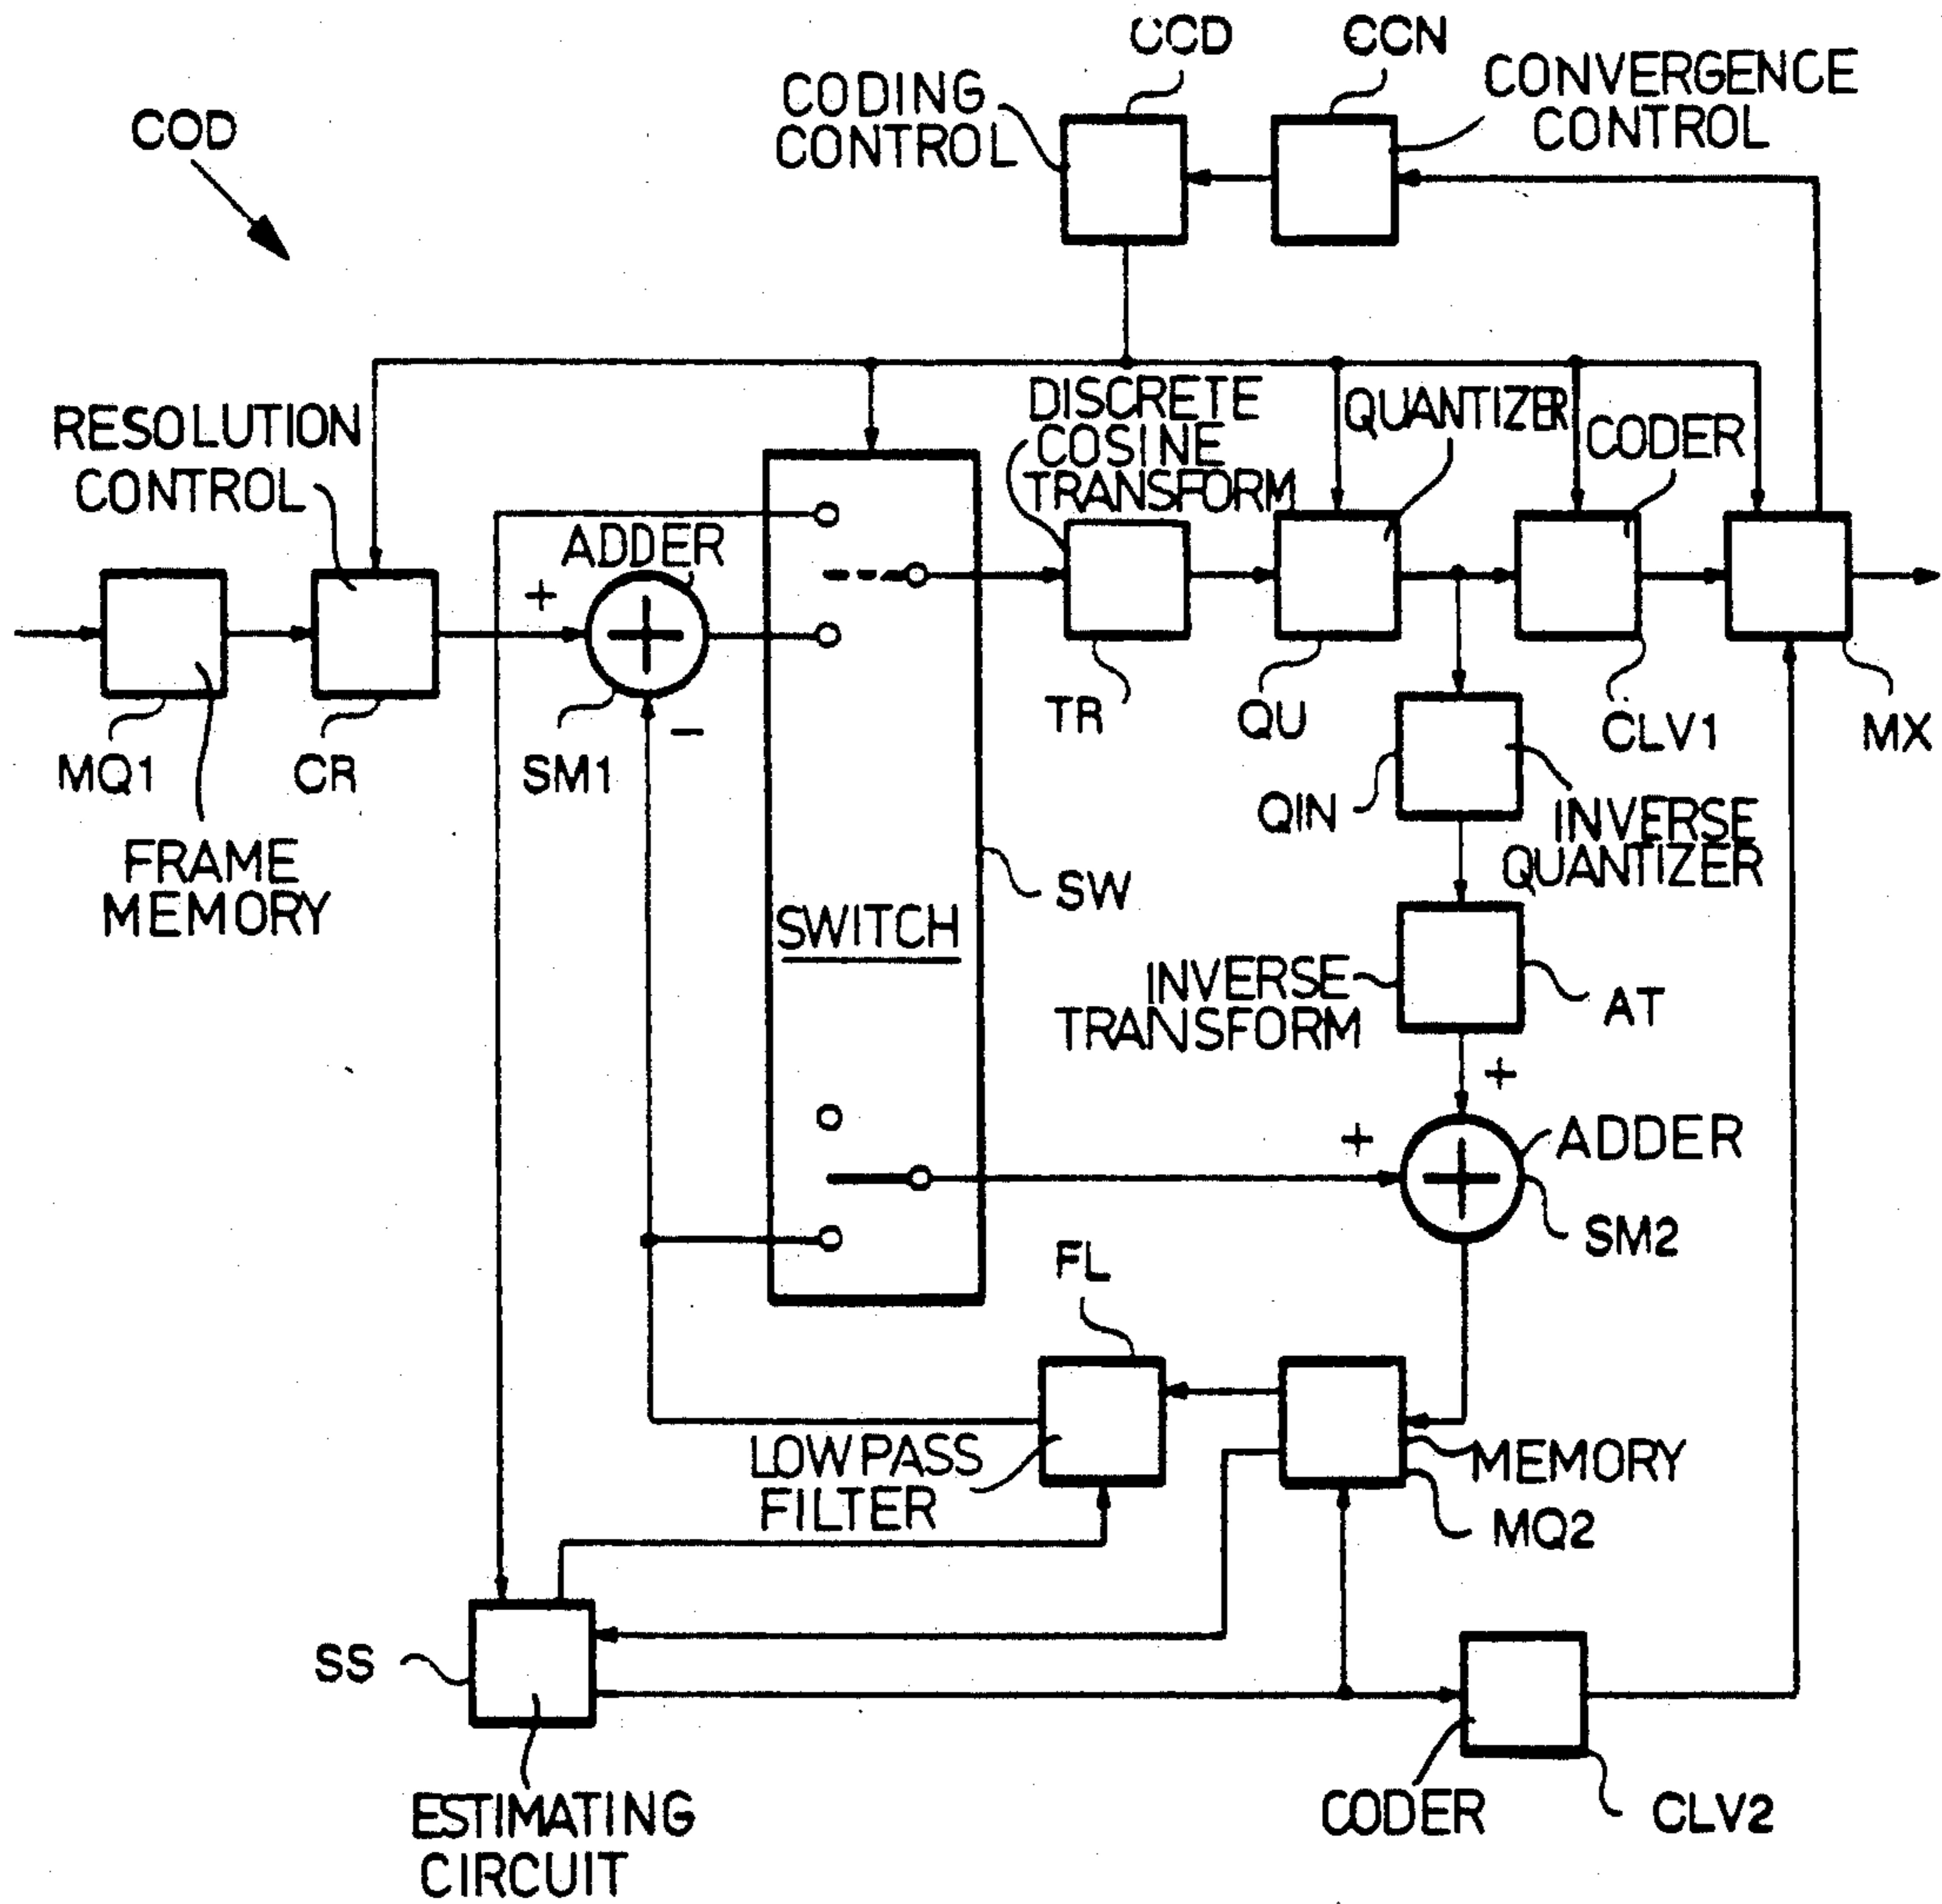 CCD
CCN
CODING
CONTROL
CONVERGENCE
CONTROL
COD
RESOLUTION
CONTROL
DISCRETE
COSINE
TRANSFORM
QUANTIZER
CODER
ADDER
+
+
−
MQ1
CR
SM1
TR
QU
CLV1
MX
FRAME
MEMORY
QIN
INVERSE
QUANTIZER
SW
SWITCH
INVERSE
TRANSFORM
AT
+
+
ADDER
+
SM2
FL
LOW PASS
FILTER
MEMORY
MQ2
SS
ESTIMATING
CIRCUIT
CODER
CLV2